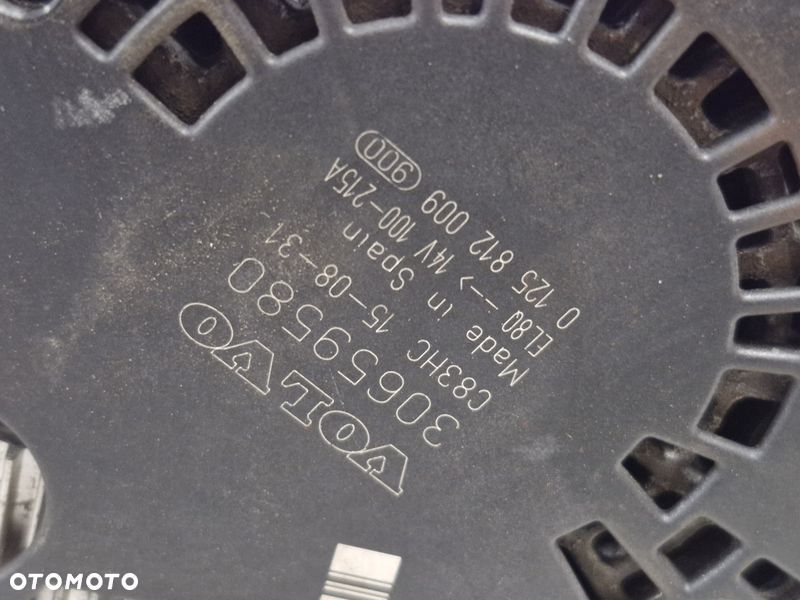 VOLVO
30659580
C83HC 15-08-31
Made in Spain
EL80 --> 14V 100-215A
0 125 812 009 900
OTOMOTO